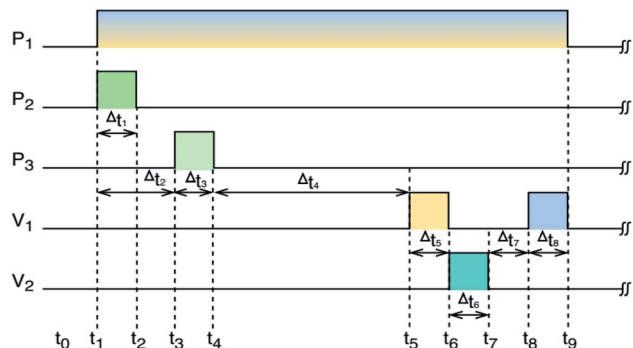 P₁
P₂
Δt₁
P₃
Δt₂ Δt₃ Δt₄
V₁
Δt₅ Δt₇ Δt₈
V₂
Δt₆
t₀ t₁ t₂ t₃ t₄ t₅ t₆ t₇ t₈ t₉